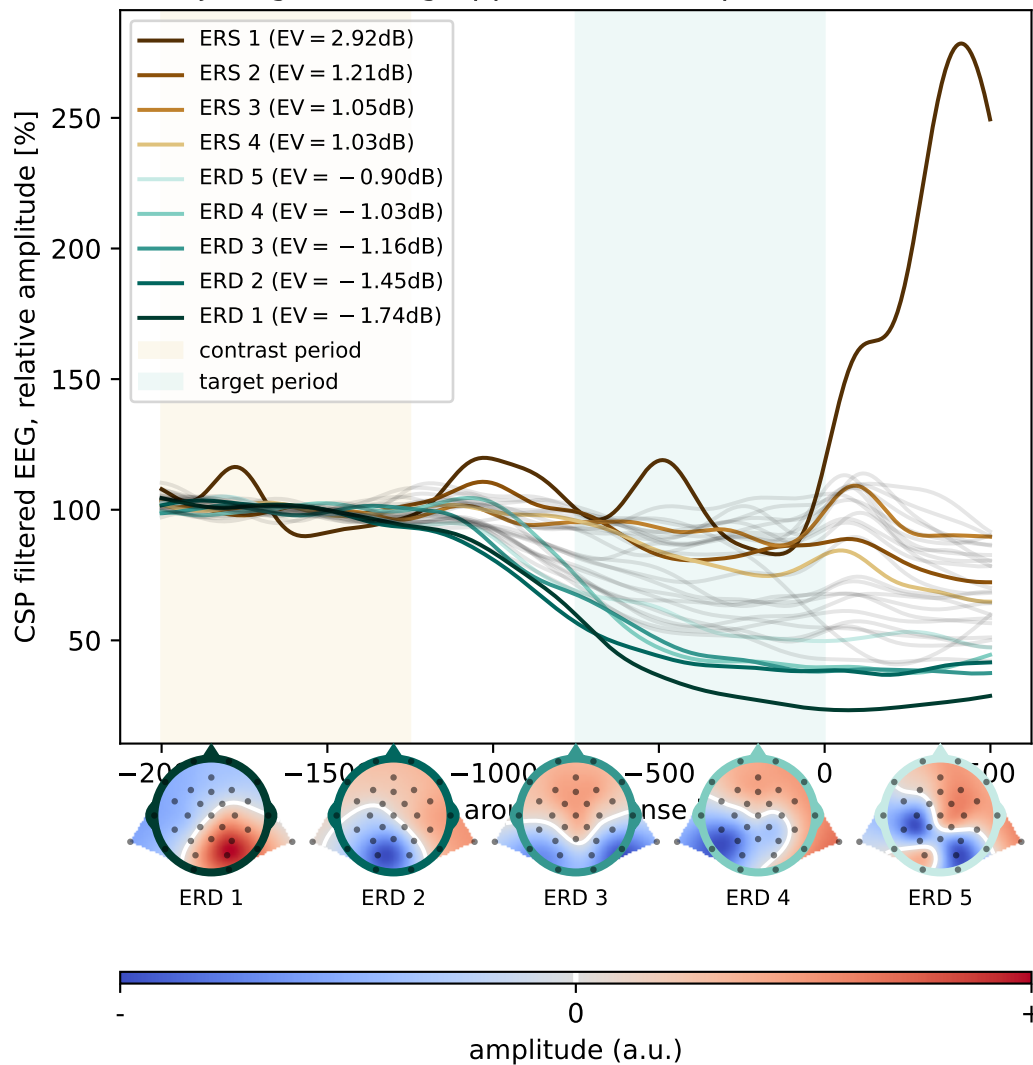 ERS 1 (EV = 2.92dB)
ERS 2 (EV = 1.21dB)
ERS 3 (EV = 1.05dB)
ERS 4 (EV = 1.03dB)
ERD 5 (EV = −0.90dB)
ERD 4 (EV = −1.03dB)
ERD 3 (EV = −1.16dB)
ERD 2 (EV = −1.45dB)
ERD 1 (EV = −1.74dB)
contrast period
target period
CSP filtered EEG, relative amplitude [%]
250
200
150
100
50
−1000
−500
0
ERD 1
ERD 2
ERD 3
ERD 4
ERD 5
-
0
+
amplitude (a.u.)